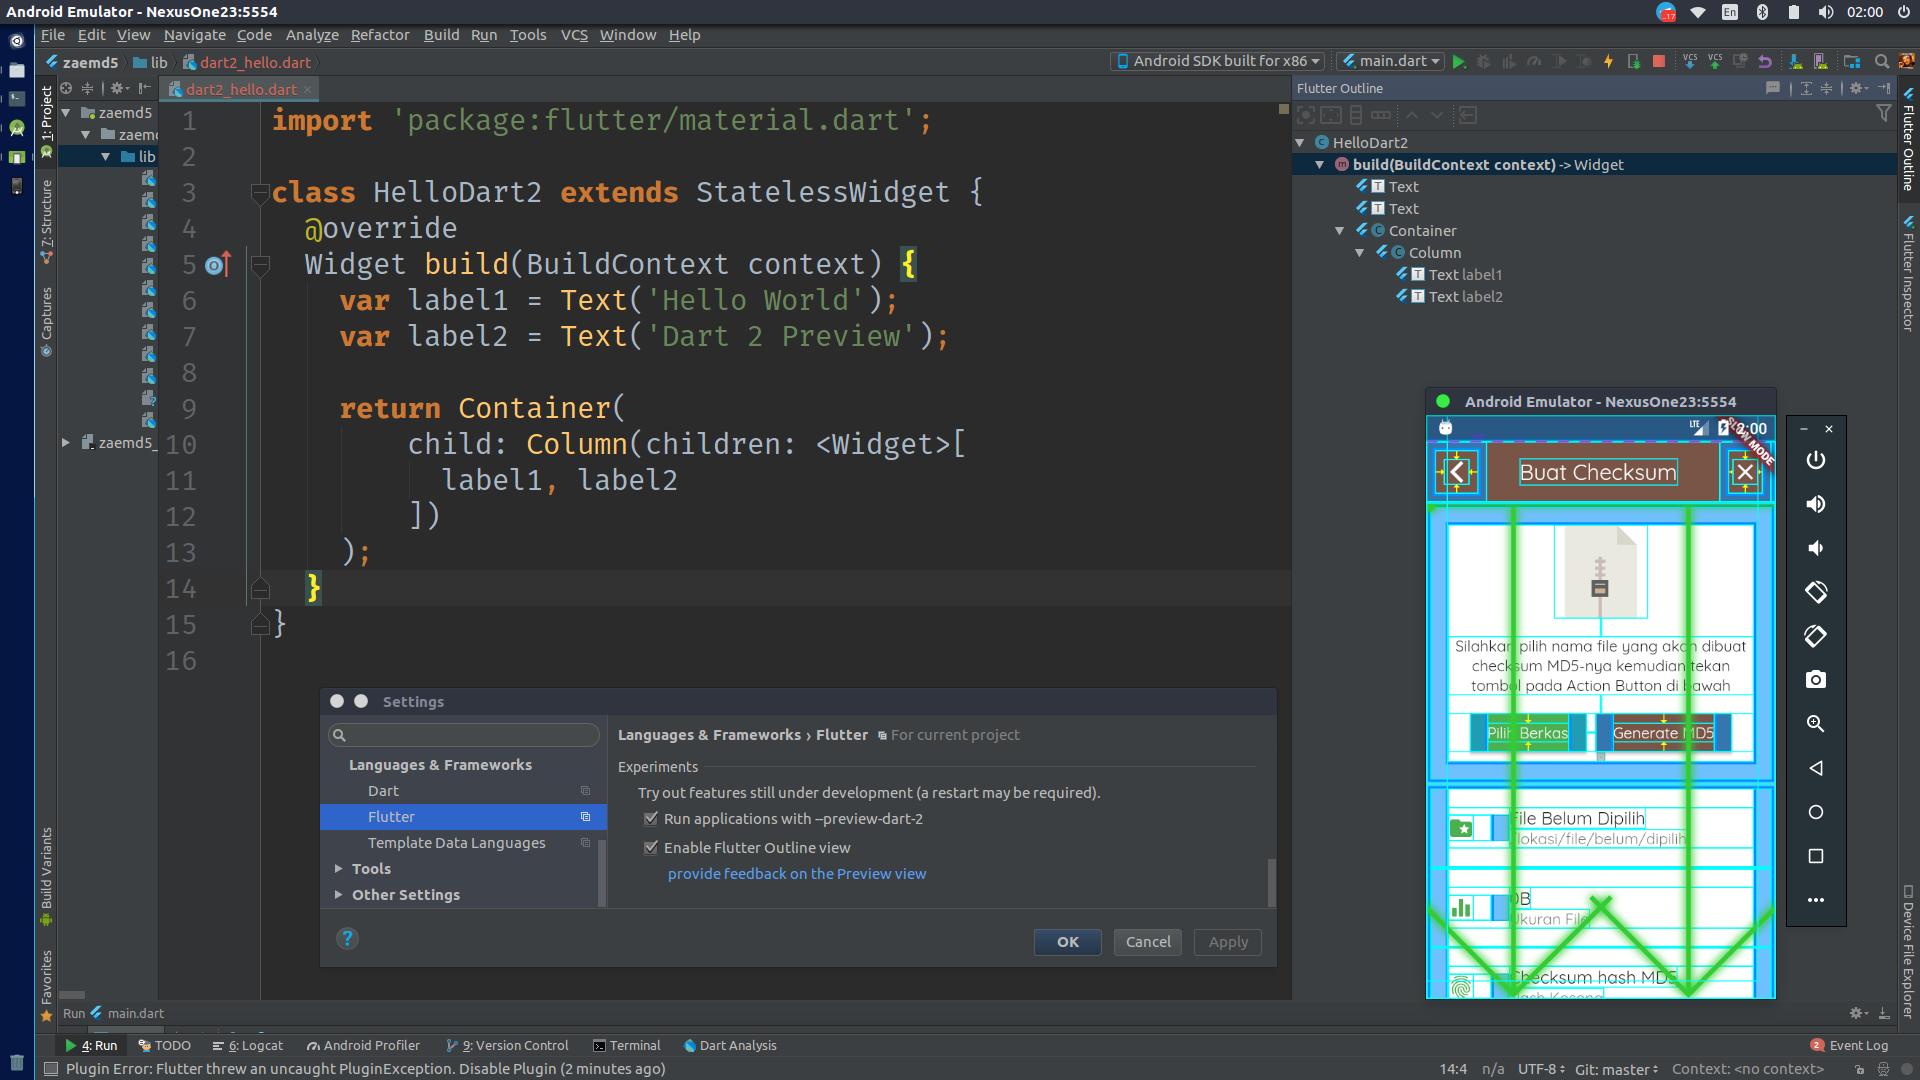 Android Emulator - NexusOne23:5554
17
En
02:00
File Edit View Navigate Code Analyze Refactor Build Run Tools VCS Window Help
zaemd5 lib dart2_hello.dart
Android SDK built for x86 main.dart
VCS VCS
1: Project
7: Structure
Captures
Build Variants
Favorites
zaemd5
zaemd
lib
zaemd5_
dart2_hello.dart
1 import 'package:flutter/material.dart';
2
3 class HelloDart2 extends StatelessWidget {
4 @override
5 Widget build(BuildContext context) {
6 var label1 = Text('Hello World');
7 var label2 = Text('Dart 2 Preview');
8
9 return Container(
10 child: Column(children: <Widget>[
11 label1, label2
12 ])
13 );
14 }
15 }
16
Flutter Outline
HelloDart2
build(BuildContext context) -> Widget
Text
Text
Container
Column
Text label1
Text label2
Flutter Outline
Flutter Inspector
Device File Explorer
Android Emulator - NexusOne23:5554
LTE 2:00
SLOW MODE
Buat Checksum
Silahkan pilih nama file yang akan dibuat
checksum MD5-nya kemudian tekan
tombol pada Action Button di bawah
Pilih Berkas Generate MD5
File Belum Dipilih
/lokasi/file/belum/dipilih
0B
Ukuran File
Checksum hash MD5
Hash Kosong
Settings
Languages & Frameworks
Dart
Flutter
Template Data Languages
Tools
Other Settings
Languages & Frameworks › Flutter For current project
Experiments
Try out features still under development (a restart may be required).
Run applications with --preview-dart-2
Enable Flutter Outline view
provide feedback on the Preview view
?
OK Cancel Apply
Run main.dart
4: Run TODO 6: Logcat Android Profiler 9: Version Control Terminal Dart Analysis 2 Event Log
Plugin Error: Flutter threw an uncaught PluginException. Disable Plugin (2 minutes ago)
14:4 n/a UTF-8 Git: master Context: <no context>